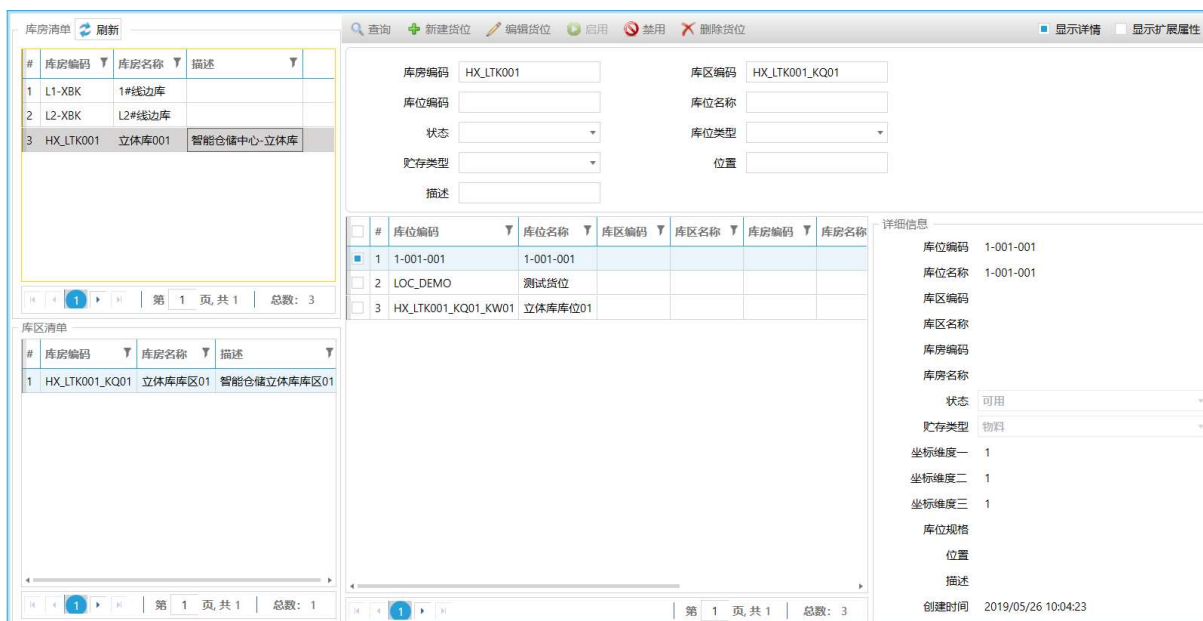 库房清单 刷新
查询 新建货位 编辑货位 启用 禁用 删除货位 显示详情 显示扩展属性
# 库房编码 库房名称 描述
1 L1-XBK 1#线边库
2 L2-XBK L2#线边库
3 HX_LTK001 立体库001 智能仓储中心-立体库
1 第 1 页,共 1 总数: 3
库区清单
# 库房编码 库房名称 描述
1 HX_LTK001_KQ01 立体库库区01 智能仓储立体库库区01
1 第 1 页,共 1 总数: 1
库房编码 HX_LTK001 库区编码 HX_LTK001_KQ01
库位编码 库位名称
状态 库位类型
贮存类型 位置
描述
# 库位编码 库位名称 库区编码 库区名称 库房编码 库房名称
1 1-001-001 1-001-001
2 LOC_DEMO 测试货位
3 HX_LTK001_KQ01_KW01 立体库库位01
1 第 1 页,共 1 总数: 3
详细信息
库位编码 1-001-001
库位名称 1-001-001
库区编码
库区名称
库房编码
库房名称
状态 可用
贮存类型 物料
坐标维度一 1
坐标维度二 1
坐标维度三 1
库位规格
位置
描述
创建时间 2019/05/26 10:04:23